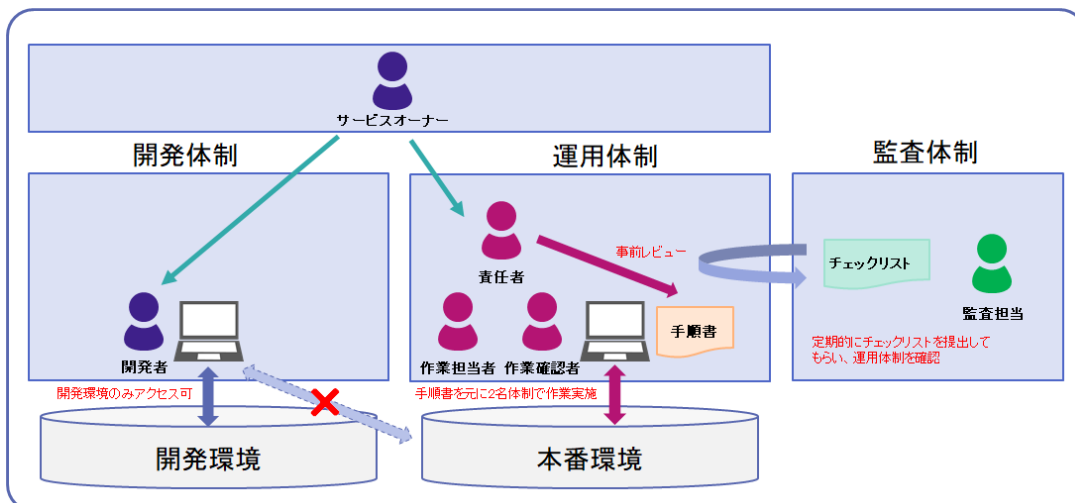 サービスオーナー
開発体制
運用体制
監査体制
責任者
事前レビュー
チェックリスト
監査担当
手順書
開発者
作業担当者
作業確認者
定期的にチェックリストを提出して
もらい、運用体制を確認
開発環境のみアクセス可
手順書を元に2名体制で作業実施
開発環境
本番環境